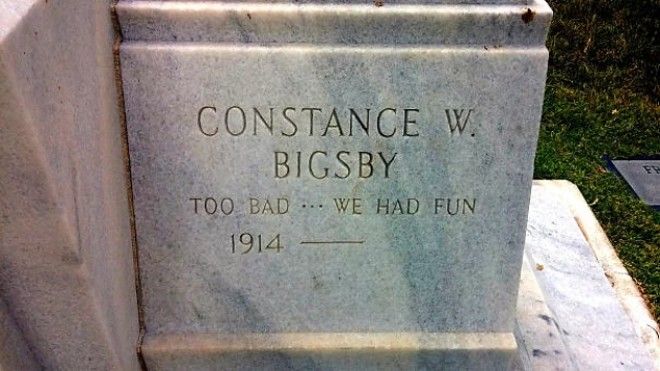 CONSTANCE W.
BIGSBY
TOO BAD ··· WE HAD FUN
1914 ——